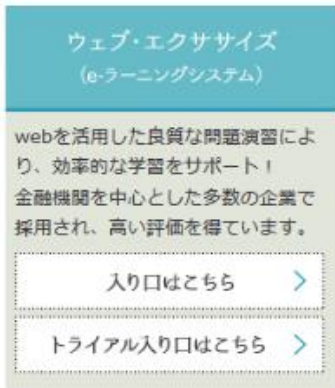 ウェブ・エクササイズ
(e-ラーニングシステム)
webを活用した良質な問題演習によ
り、効率的な学習をサポート！
金融機関を中心とした多数の企業で
採用され、高い評価を得ています。
入り口はこちら
トライアル入り口はこちら